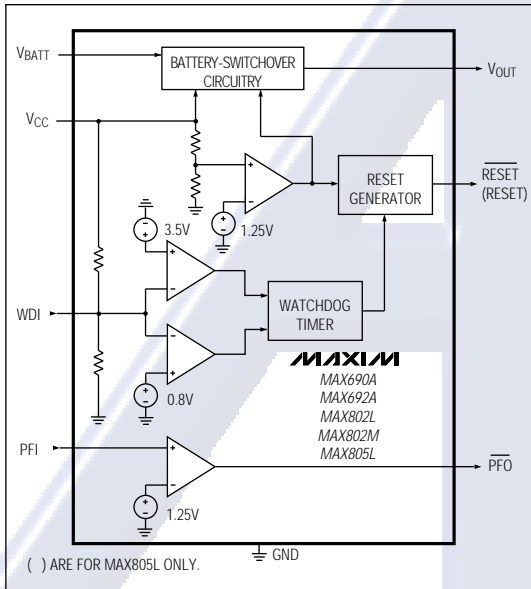 VBATT
BATTERY-SWITCHOVER
CIRCUITRY
VOUT
VCC
RESET
GENERATOR
RESET
(RESET)
3.5V
1.25V
WDI
WATCHDOG
TIMER
MAXIM
MAX690A
MAX692A
MAX802L
MAX802M
MAX805L
0.8V
PFI
PFO
1.25V
GND
( ) ARE FOR MAX805L ONLY.